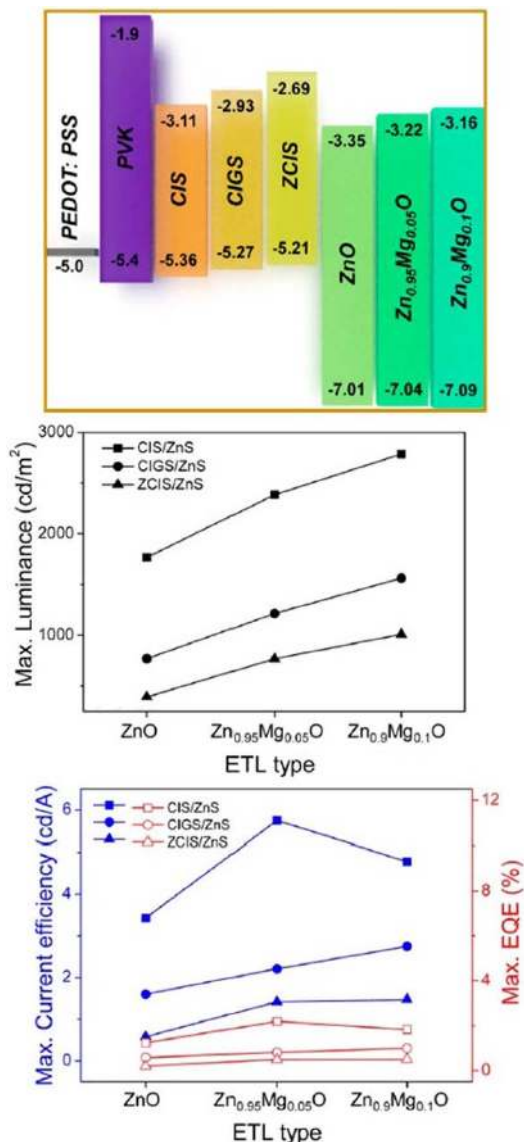 -1.9
-2.69
-2.93
-3.11
-3.16
-3.22
-3.35
PEDOT: PSS
PVK
CIS
CIGS
ZCIS
ZnO
Zn0.95Mg0.05O
Zn0.9Mg0.1O
-5.0
-5.4
-5.36
-5.27
-5.21
-7.01
-7.04
-7.09
3000
2000
1000
Max. Luminance (cd/m²)
CIS/ZnS
CIGS/ZnS
ZCIS/ZnS
ZnO
Zn0.95Mg0.05O
Zn0.9Mg0.1O
ETL type
6
4
2
0
Max. Current efficiency (cd/A)
CIS/ZnS
CIGS/ZnS
ZCIS/ZnS
12
8
4
0
Max. EQE (%)
ZnO
Zn0.95Mg0.05O
Zn0.9Mg0.1O
ETL type